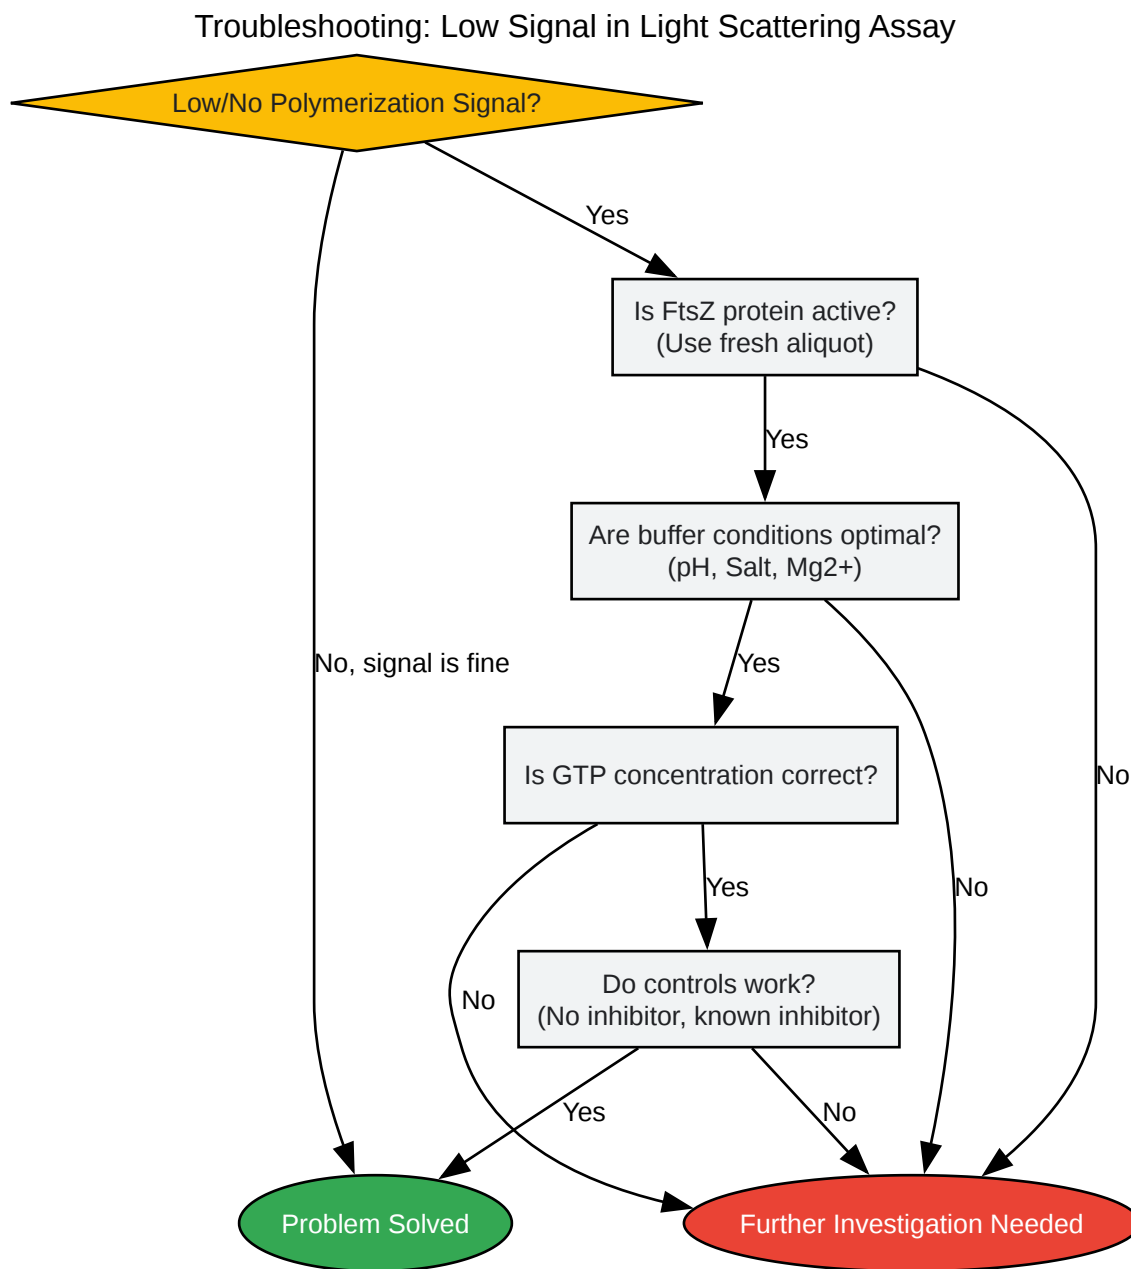 Troubleshooting: Low Signal in Light Scattering Assay
Low/No Polymerization Signal?
Yes
Is FtsZ protein active?
(Use fresh aliquot)
Yes
Are buffer conditions optimal?
(pH, Salt, Mg2+)
No, signal is fine
Yes
Is GTP concentration correct?
No
Yes
No
Do controls work?
(No inhibitor, known inhibitor)
No
Yes
No
Problem Solved
Further Investigation Needed